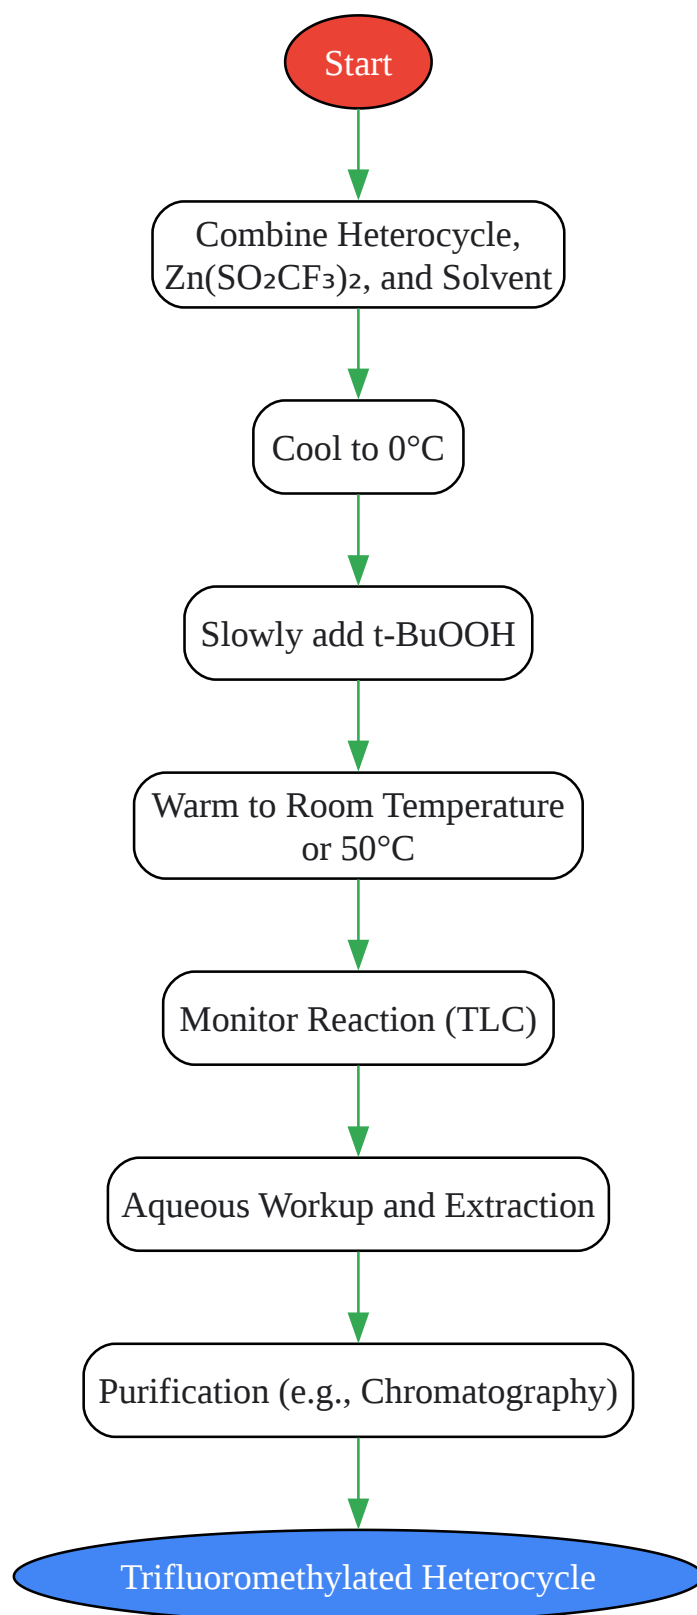 Start
Combine Heterocycle,
Zn(SO₂CF₃)₂, and Solvent
Cool to 0°C
Slowly add t-BuOOH
Warm to Room Temperature
or 50°C
Monitor Reaction (TLC)
Aqueous Workup and Extraction
Purification (e.g., Chromatography)
Trifluoromethylated Heterocycle